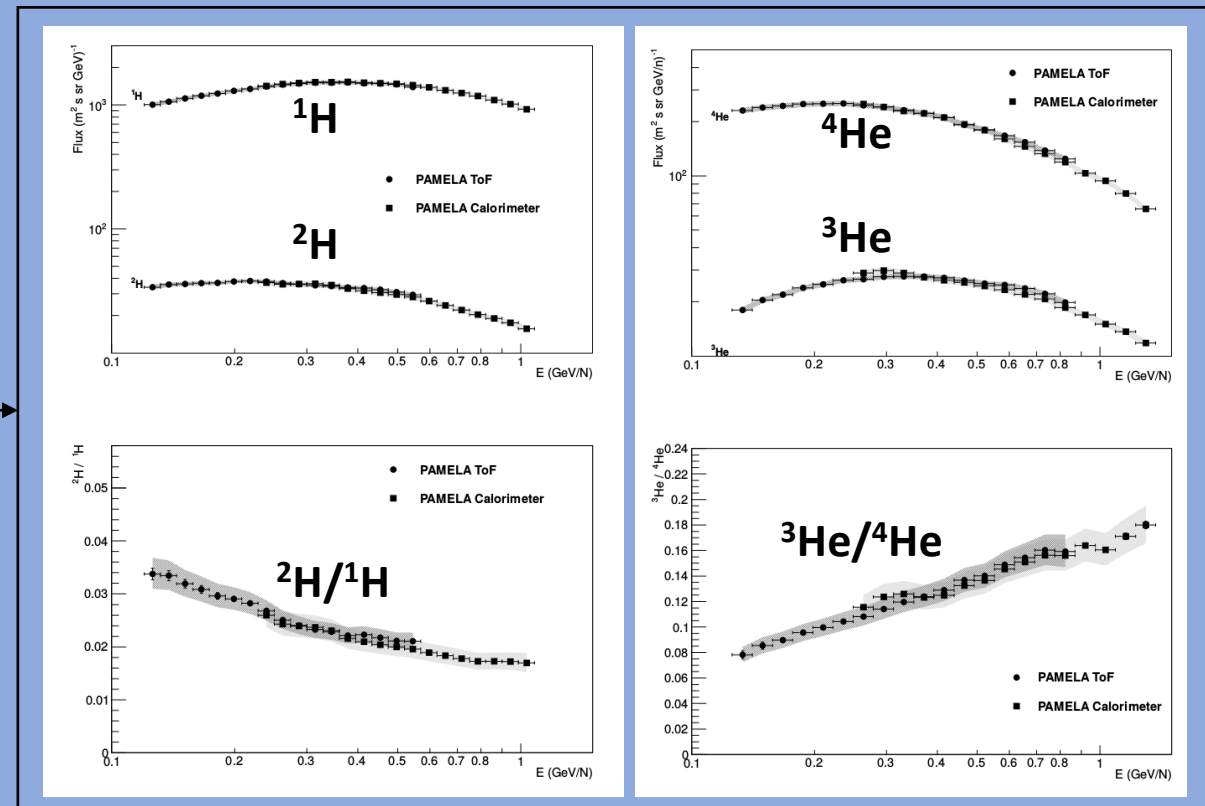 Flux (m² s sr GeV)⁻¹
10³
10²
¹H
¹H
PAMELA ToF
PAMELA Calorimeter
²H
²H
0.1 0.2 0.3 0.4 0.5 0.6 0.7 0.8 1
E (GeV/N)
Flux (m² s sr GeV/n)⁻¹
10²
PAMELA ToF
PAMELA Calorimeter
⁴He
⁴He
³He
³He
0.1 0.2 0.3 0.4 0.5 0.6 0.7 0.8 1
E (GeV/N)
²H / ¹H
PAMELA ToF
0.05
PAMELA Calorimeter
0.04
²H/¹H
0.03
0.02
0.01
0
0.1 0.2 0.3 0.4 0.5 0.6 0.7 0.8 1
E (GeV/N)
³He / ⁴He
0.24
0.22
0.2
0.18
³He/⁴He
0.16
0.14
0.12
0.1
0.08
0.06
PAMELA ToF
0.04
PAMELA Calorimeter
0.02
0
0.1 0.2 0.3 0.4 0.5 0.6 0.7 0.8 1
E (GeV/N)